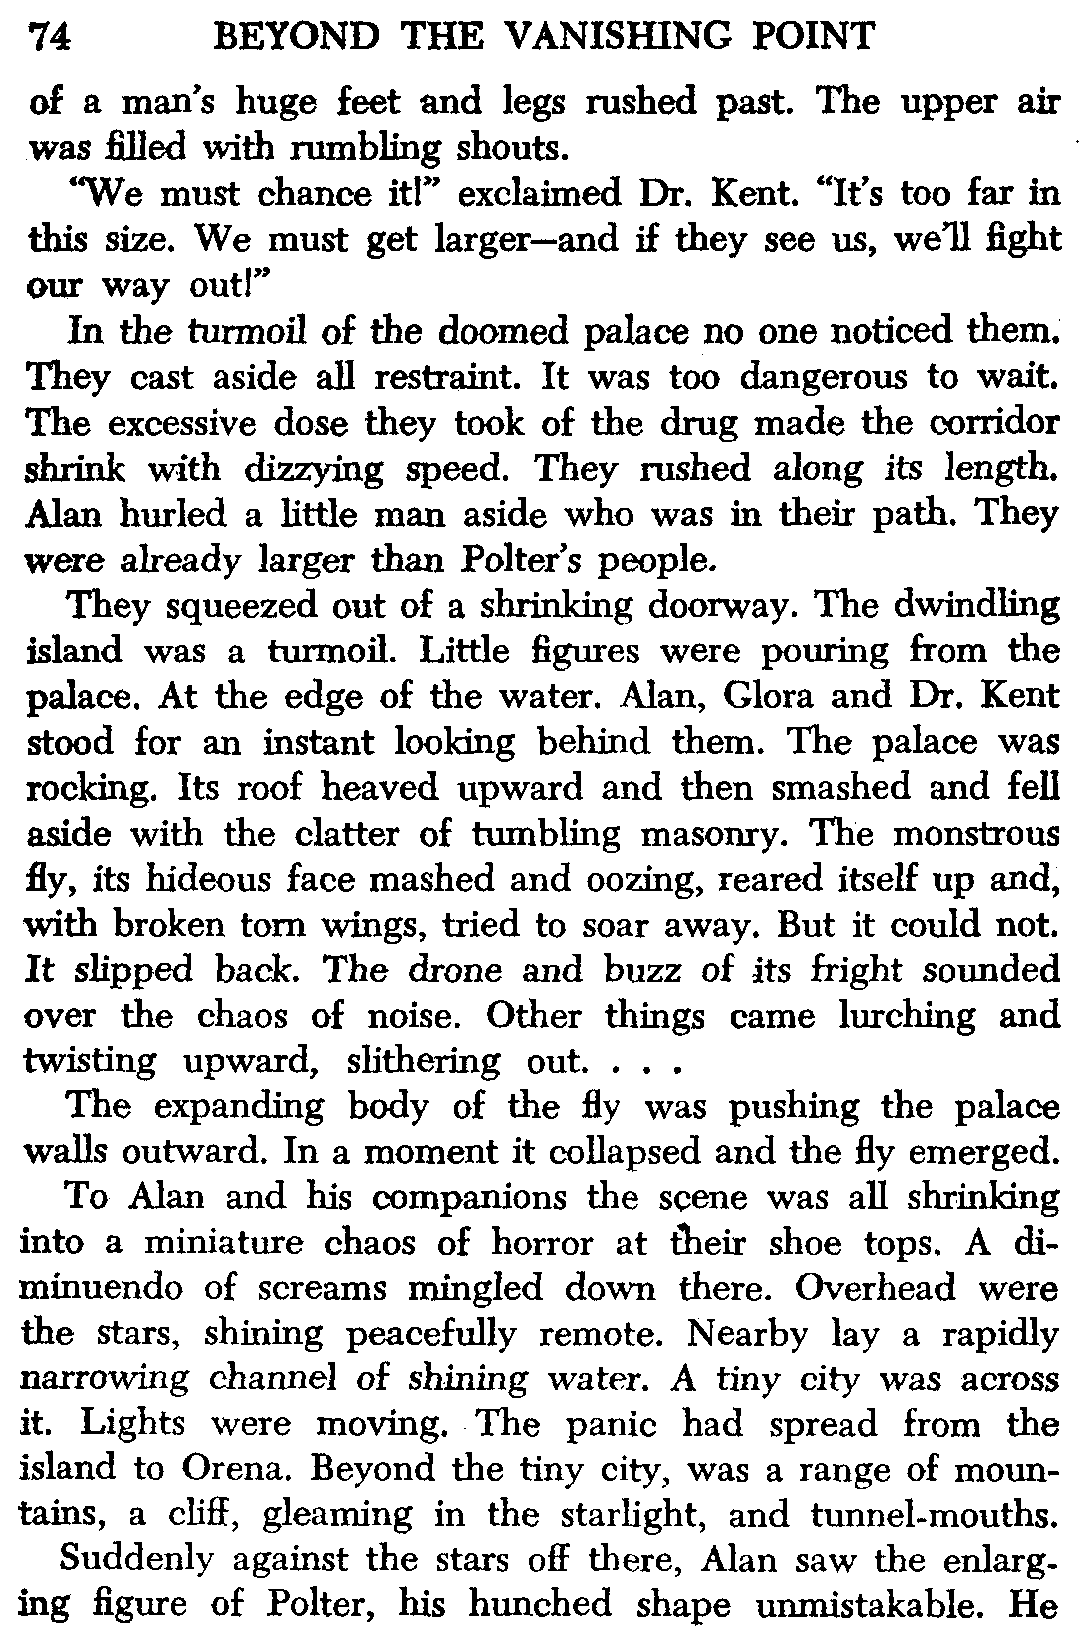 74 BEYOND THE VANISHING POINT
of a man's huge feet and legs rushed past. The upper air
was filled with rumbling shouts.
"We must chance it!" exclaimed Dr. Kent. "It's too far in
this size. We must get larger—and if they see us, we'll fight
our way out!"
In the turmoil of the doomed palace no one noticed them.
They cast aside all restraint. It was too dangerous to wait.
The excessive dose they took of the drug made the corridor
shrink with dizzying speed. They rushed along its length.
Alan hurled a little man aside who was in their path. They
were already larger than Polter's people.
They squeezed out of a shrinking doorway. The dwindling
island was a turmoil. Little figures were pouring from the
palace. At the edge of the water. Alan, Glora and Dr. Kent
stood for an instant looking behind them. The palace was
rocking. Its roof heaved upward and then smashed and fell
aside with the clatter of tumbling masonry. The monstrous
fly, its hideous face mashed and oozing, reared itself up and,
with broken torn wings, tried to soar away. But it could not.
It slipped back. The drone and buzz of its fright sounded
over the chaos of noise. Other things came lurching and
twisting upward, slithering out. . . .
The expanding body of the fly was pushing the palace
walls outward. In a moment it collapsed and the fly emerged.
To Alan and his companions the scene was all shrinking
into a miniature chaos of horror at their shoe tops. A di-
minuendo of screams mingled down there. Overhead were
the stars, shining peacefully remote. Nearby lay a rapidly
narrowing channel of shining water. A tiny city was across
it. Lights were moving. The panic had spread from the
island to Orena. Beyond the tiny city, was a range of moun-
tains, a cliff, gleaming in the starlight, and tunnel-mouths.
Suddenly against the stars off there, Alan saw the enlarg-
ing figure of Polter, his hunched shape unmistakable. He